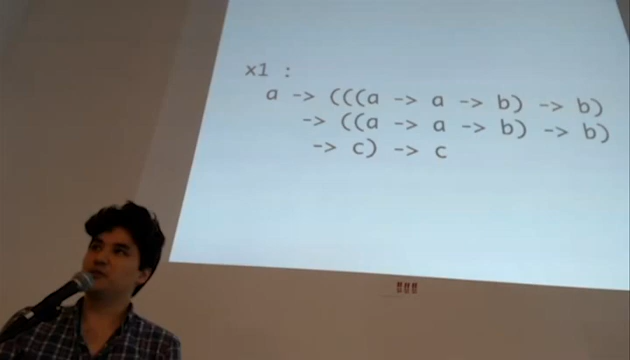 x1 :
a -> (((a -> a -> b) -> b)
-> ((a -> a -> b) -> b)
-> c) -> c